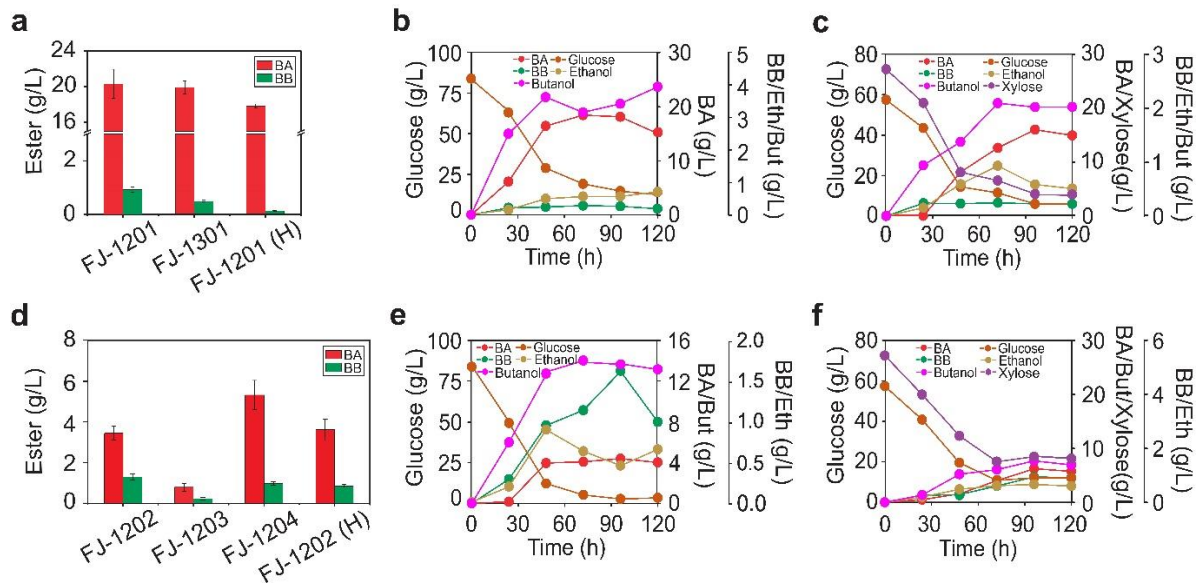 a
Ester (g/L)
24
20
16
2
0
BA
BB
FJ-1201
FJ-1301
FJ-1201 (H)
b
Glucose (g/L)
100
75
50
25
0
BA
Glucose
BB
Ethanol
Butanol
0
30
60
90
120
Time (h)
30
20
10
0
BA (g/L)
5
4
3
2
1
0
BB/Eth/But (g/L)
c
Glucose (g/L)
80
60
40
20
0
BA
Glucose
BB
Ethanol
Butanol
Xylose
0
30
60
90
120
Time (h)
30
20
10
0
BA/Xylose(g/L)
3
2
1
0
BB/Eth/But (g/L)
d
Ester (g/L)
8
6
4
2
0
BA
BB
FJ-1202
FJ-1203
FJ-1204
FJ-1202 (H)
e
Glucose (g/L)
100
75
50
25
0
BA
Glucose
BB
Ethanol
Butanol
0
30
60
90
120
Time (h)
16
12
8
4
0
BA/But (g/L)
2.0
1.5
1.0
0.5
0.0
BB/Eth (g/L)
f
Glucose (g/L)
80
60
40
20
0
BA
Glucose
BB
Ethanol
Butanol
Xylose
0
30
60
90
120
Time (h)
30
20
10
0
BA/But/Xylose(g/L)
6
4
2
0
BB/Eth (g/L)